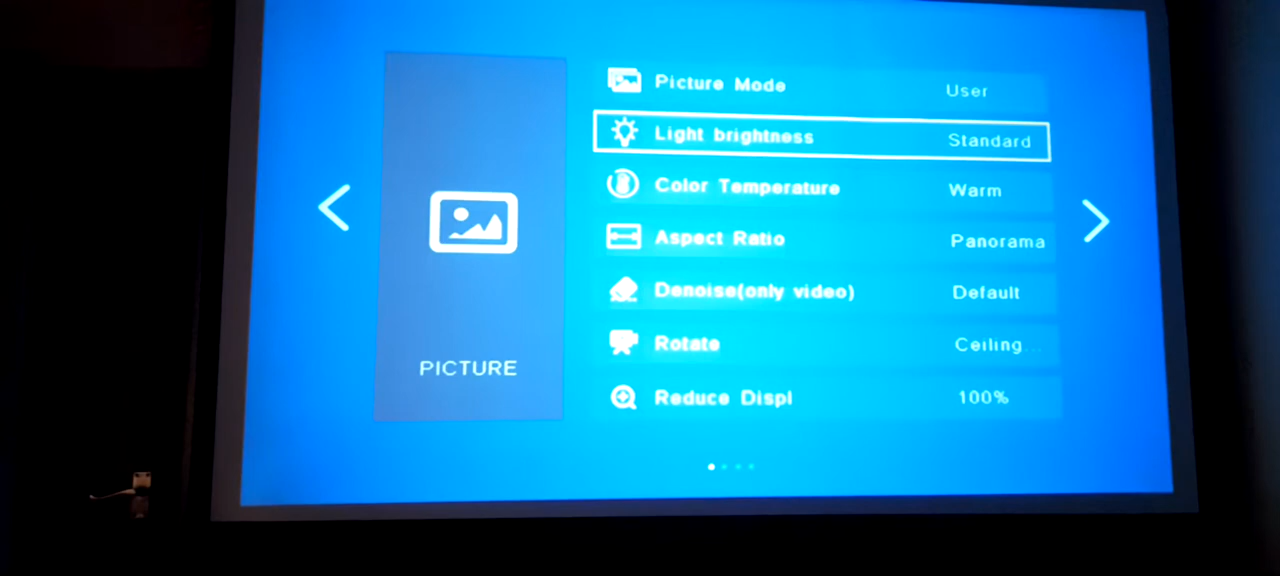 Picture Mode User
Light brightness Standard
Color Temperature Warm
Aspect Ratio Panorama
Denoise(only video) Default
Rotate Ceiling...
Reduce Displ 100%
PICTURE